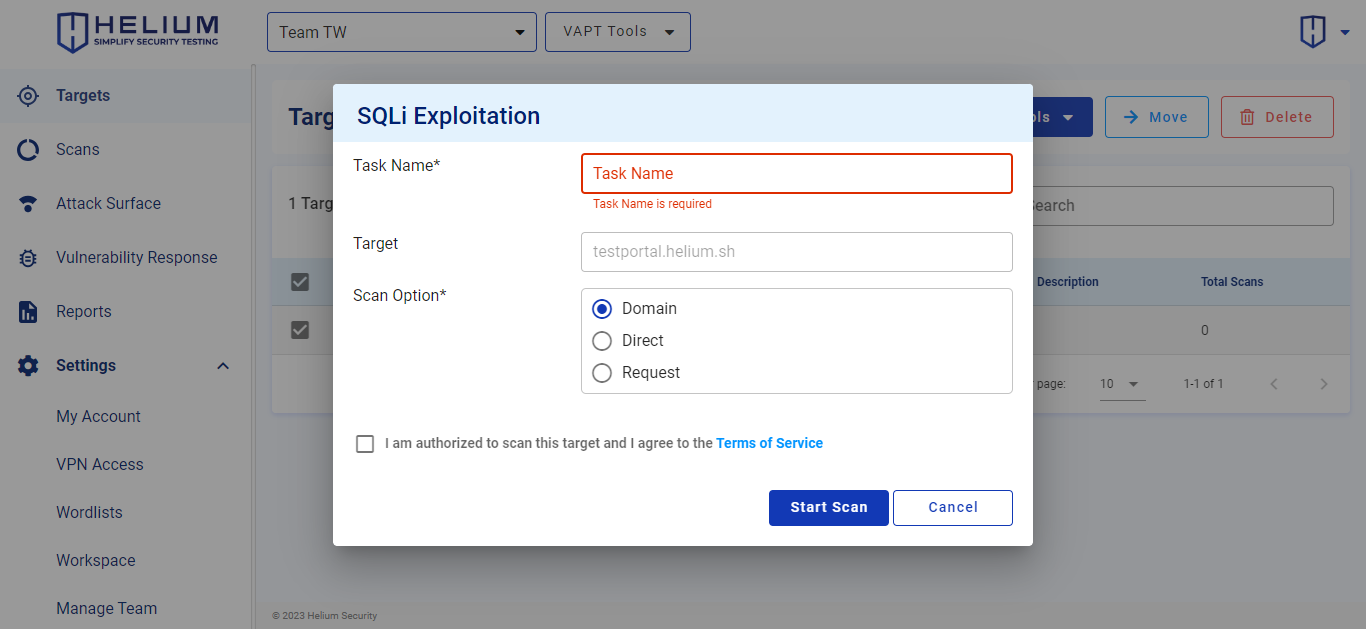 HELIUM
SIMPLIFY SECURITY TESTING
Team TW
VAPT Tools
Targets
Scans
Attack Surface
Vulnerability Response
Reports
Settings
My Account
VPN Access
Wordlists
Workspace
Manage Team
Targ
ols
Move
Delete
1 Targ
Search
Description
Total Scans
0
page:
10
1-1 of 1
SQLi Exploitation
Task Name*
Task Name
Task Name is required
Target
testportal.helium.sh
Scan Option*
Domain
Direct
Request
I am authorized to scan this target and I agree to the Terms of Service
Start Scan
Cancel
© 2023 Helium Security